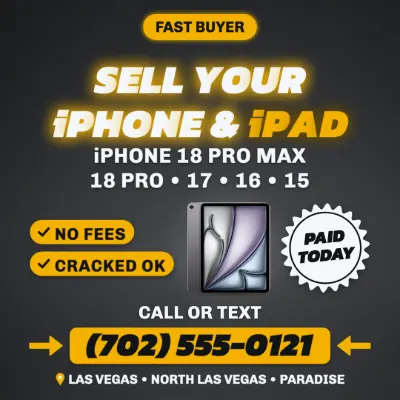 FAST BUYER
SELL YOUR
iPHONE & iPAD
iPHONE 18 PRO MAX
18 PRO • 17 • 16 • 15
NO FEES
CRACKED OK
PAID
TODAY
CALL OR TEXT
(702) 555-0121
LAS VEGAS • NORTH LAS VEGAS • PARADISE